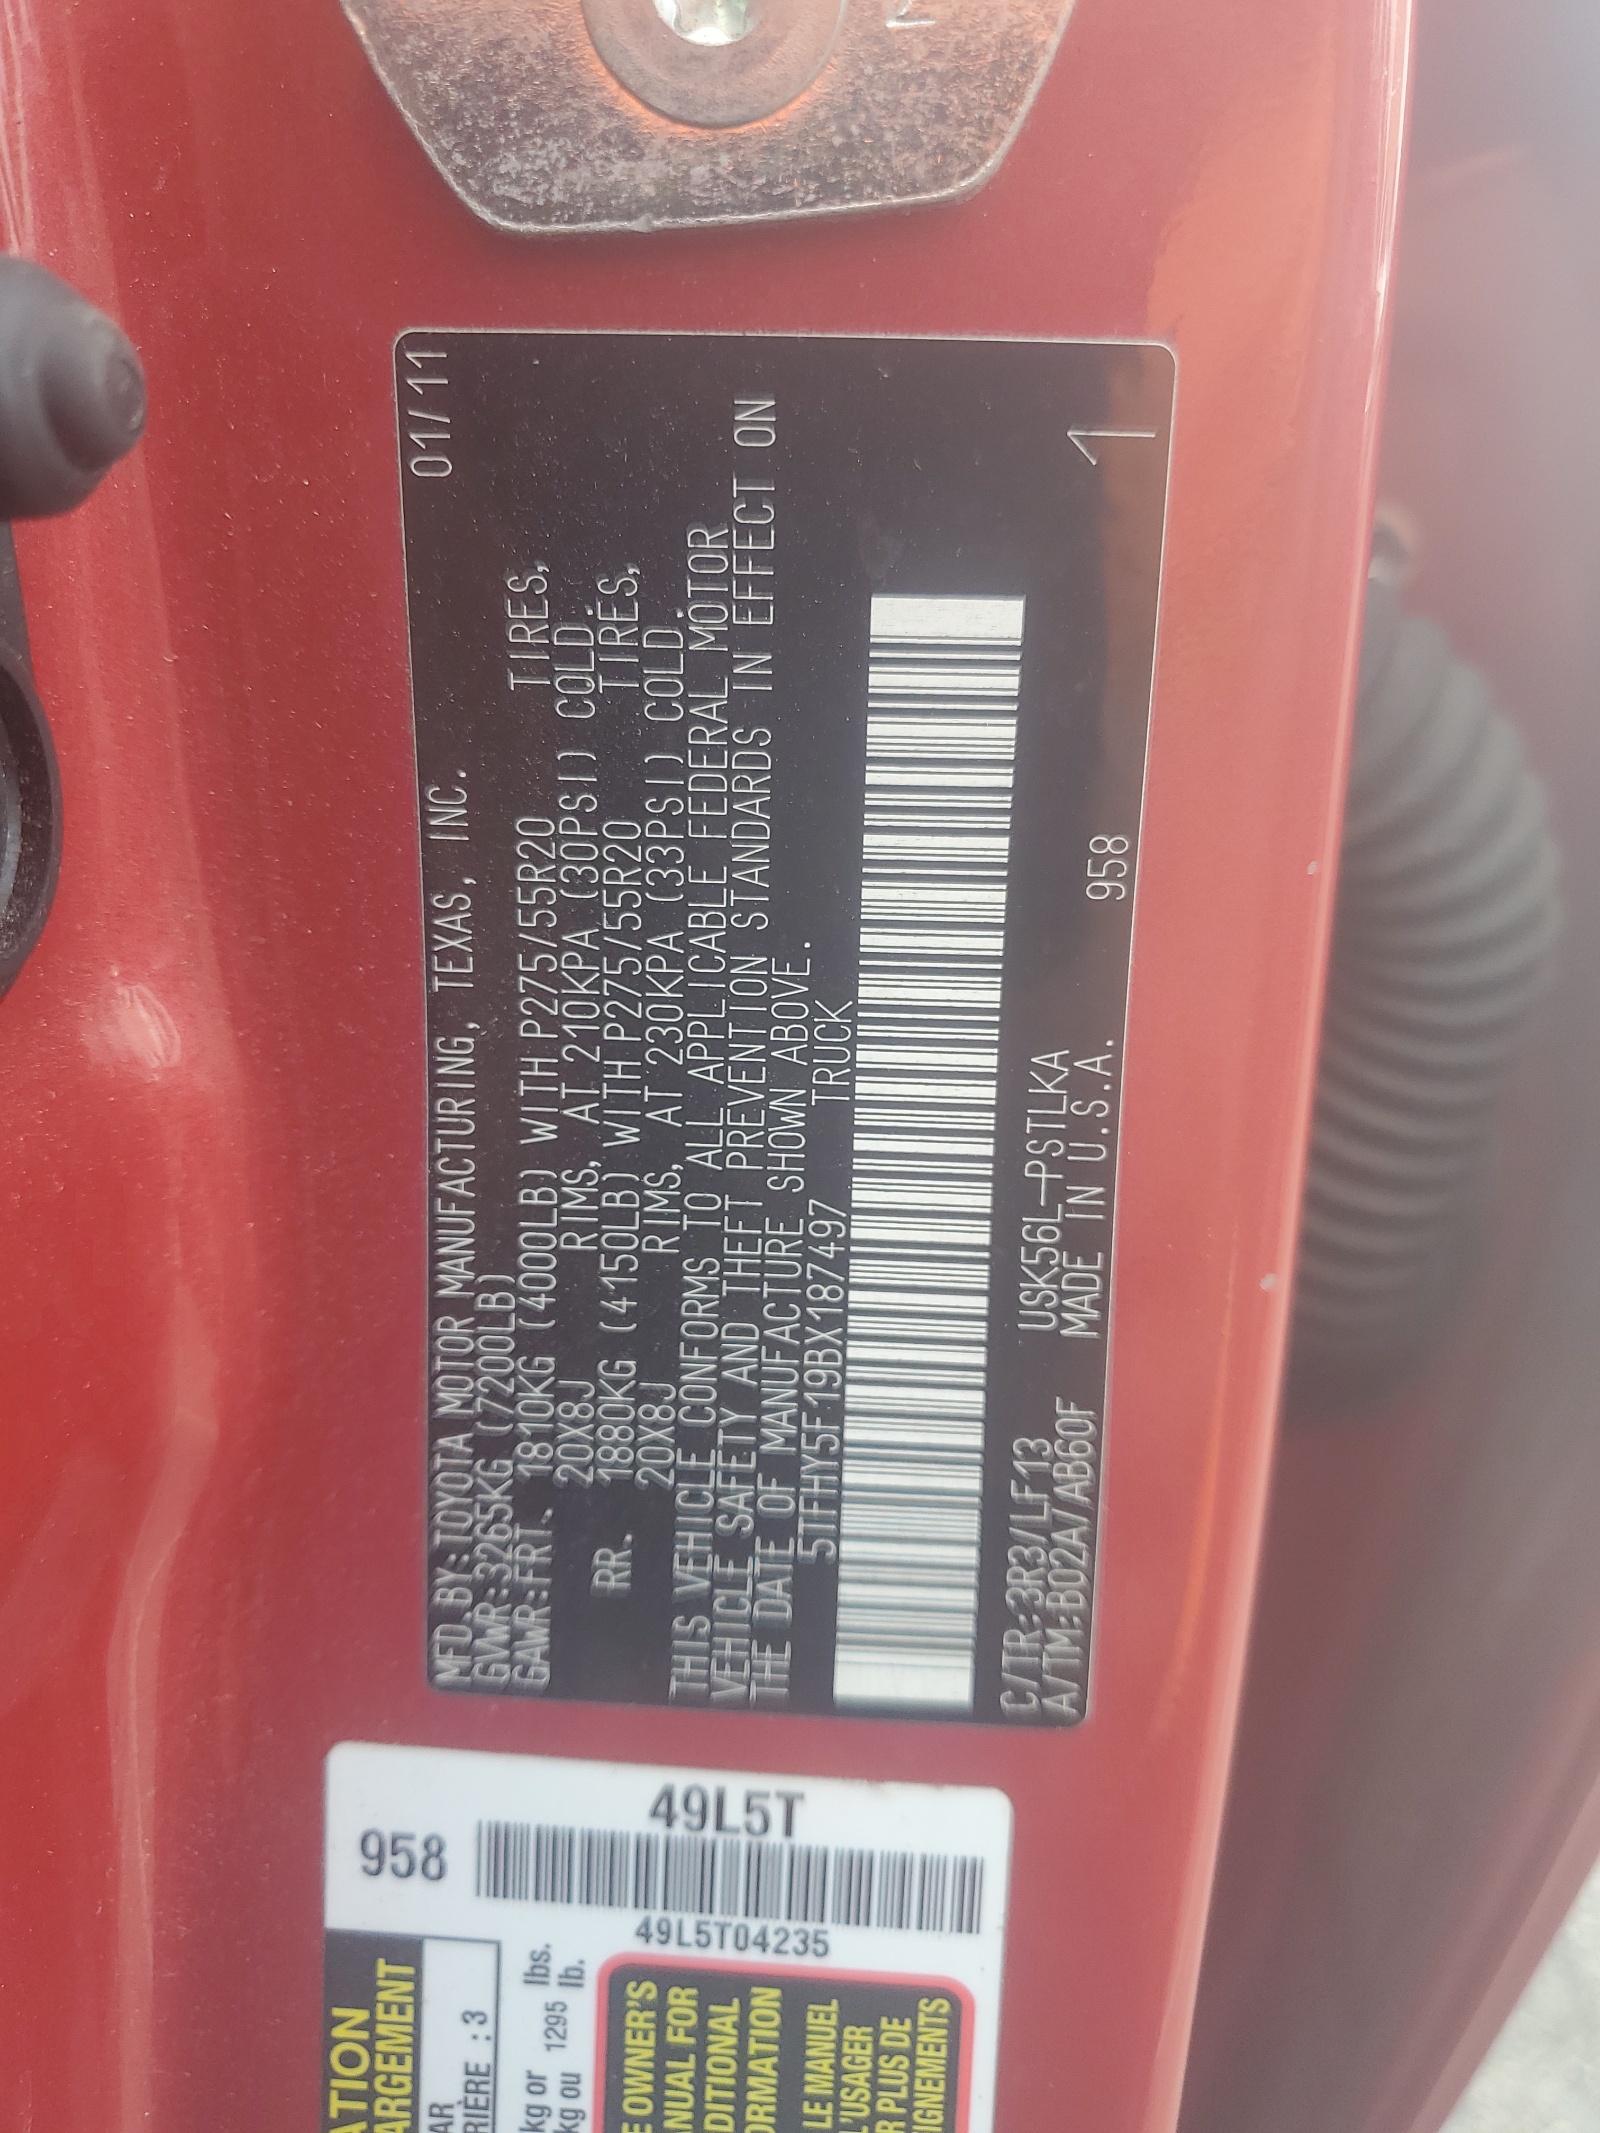 MFD.BY:TOYOTA MOTOR MANUFACTURING, TEXAS, INC. 01/11
GVWR:3265KG (7200LB)
GAWR:FRT. 1810KG (4000LB) WITH P275/55R20 TIRES,
20X8J RIMS, AT 210KPA (30PSI) COLD.
RR. 1880KG (4150LB) WITH P275/55R20 TIRES,
20X8J RIMS, AT 230KPA (33PSI) COLD.
THIS VEHICLE CONFORMS TO ALL APPLICABLE FEDERAL MOTOR
VEHICLE SAFETY AND THEFT PREVENTION STANDARDS IN EFFECT ON
THE DATE OF MANUFACTURE SHOWN ABOVE.
5TFHY5F19BX187497 TRUCK
C/TR:3R3/LF13 USK56L-PSTLKA
A/TM:B02A/AB60F MADE IN U.S.A. 958
1
958
49L5T
49L5T04235
ATION
ARGEMENT
AR
RIÈRE : 3
kg or 1295 lbs.
kg ou lb.
E OWNER'S
ANUAL FOR
DDITIONAL
ORMATION
LE MANUEL
L'USAGER
R PLUS DE
IGNEMENTS